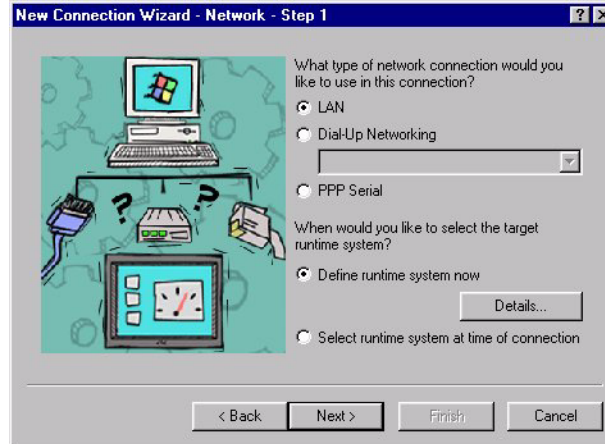 New Connection Wizard - Network - Step 1
What type of network connection would you
like to use in this connection?
LAN
Dial-Up Networking
PPP Serial
When would you like to select the target
runtime system?
Define runtime system now
Details...
Select runtime system at time of connection
< Back
Next >
Finish
Cancel